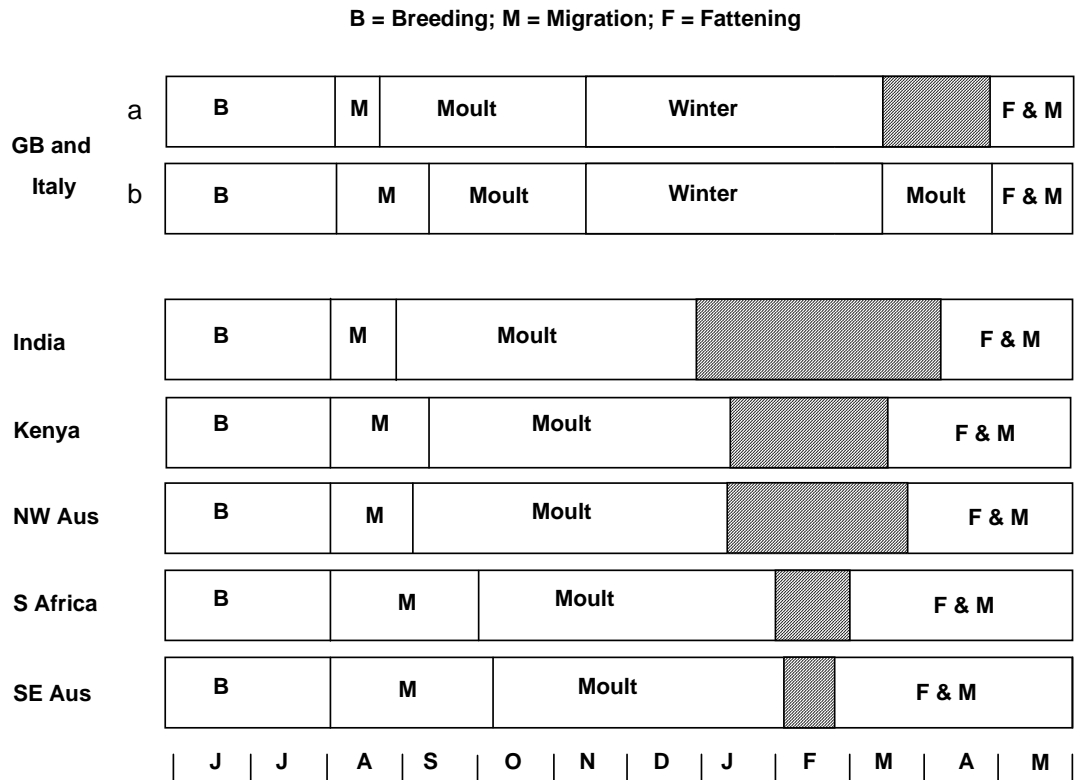 B = Breeding; M = Migration; F = Fattening
a B M Moult Winter F & M
GB and
Italy
b B M Moult Winter Moult F & M
India B M Moult F & M
Kenya B M Moult F & M
NW Aus B M Moult F & M
S Africa B M Moult F & M
SE Aus B M Moult F & M
| J | J | A | S | O | N | D | J | F | M | A | M